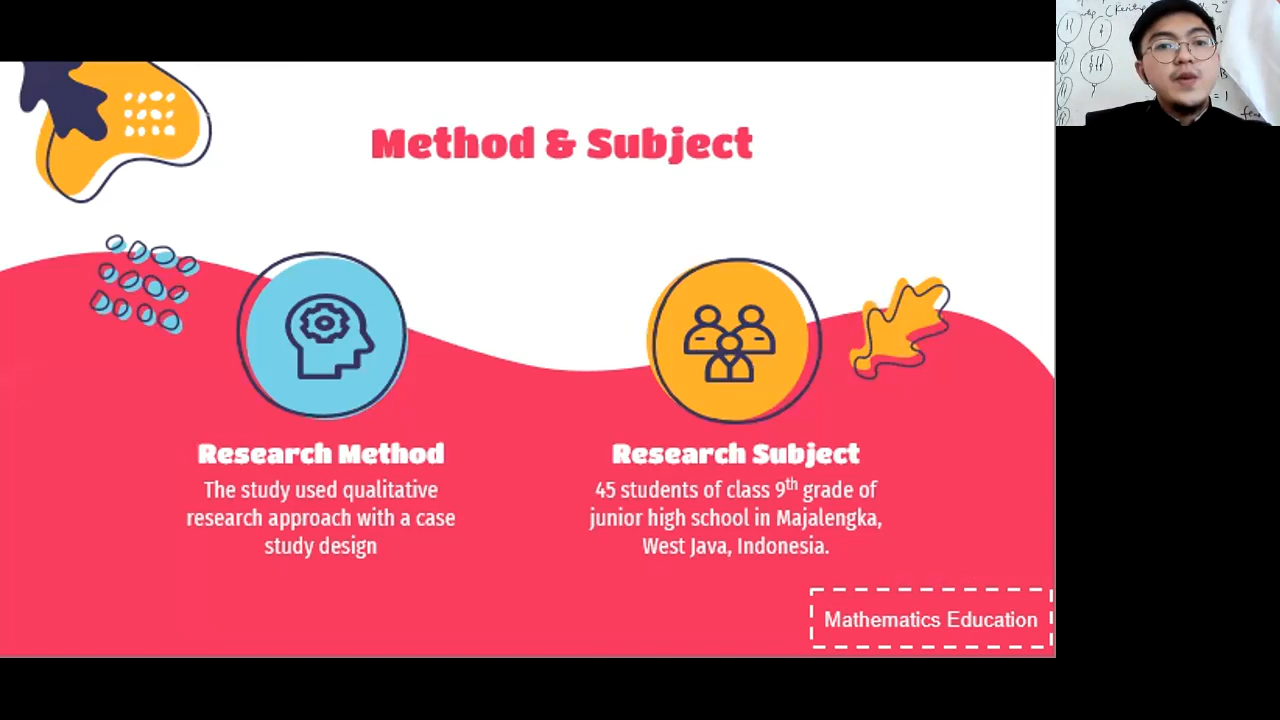 Method & Subject
Research Method
The study used qualitative
research approach with a case
study design
Research Subject
45 students of class 9th grade of
junior high school in Majalengka,
West Java, Indonesia.
Mathematics Education